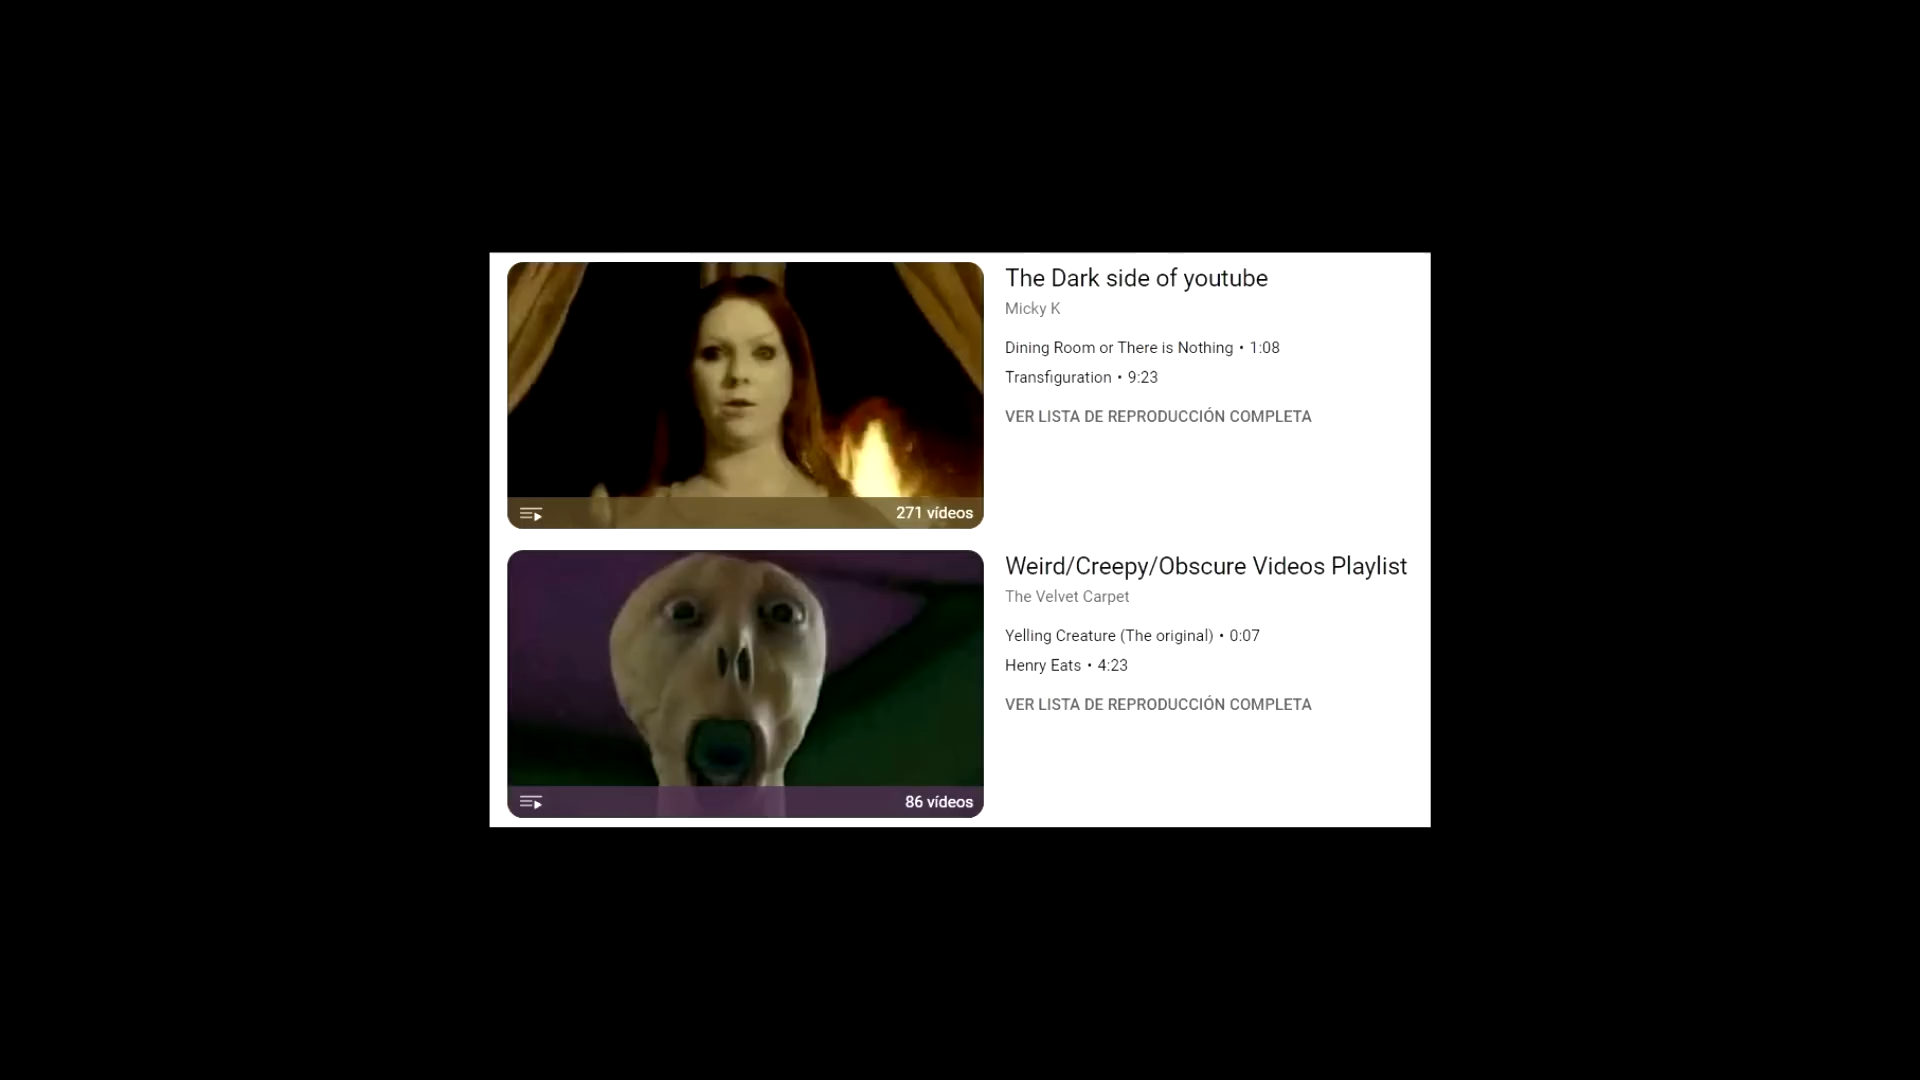 The Dark side of youtube
Micky K
Dining Room or There is Nothing • 1:08
Transfiguration • 9:23
VER LISTA DE REPRODUCCIÓN COMPLETA
271 vídeos
Weird/Creepy/Obscure Videos Playlist
The Velvet Carpet
Yelling Creature (The original) • 0:07
Henry Eats • 4:23
VER LISTA DE REPRODUCCIÓN COMPLETA
86 vídeos